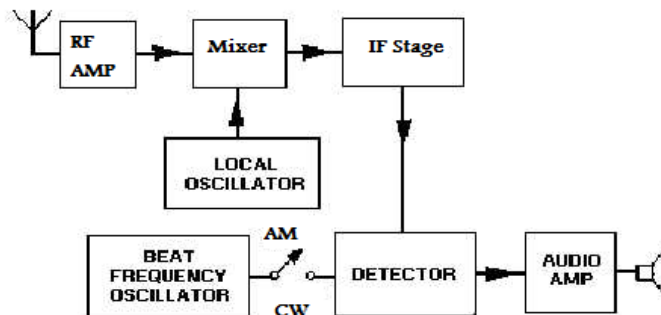 RF
AMP
Mixer
IF Stage
LOCAL
OSCILLATOR
BEAT
FREQUENCY
OSCILLATOR
AM
CW
DETECTOR
AUDIO
AMP